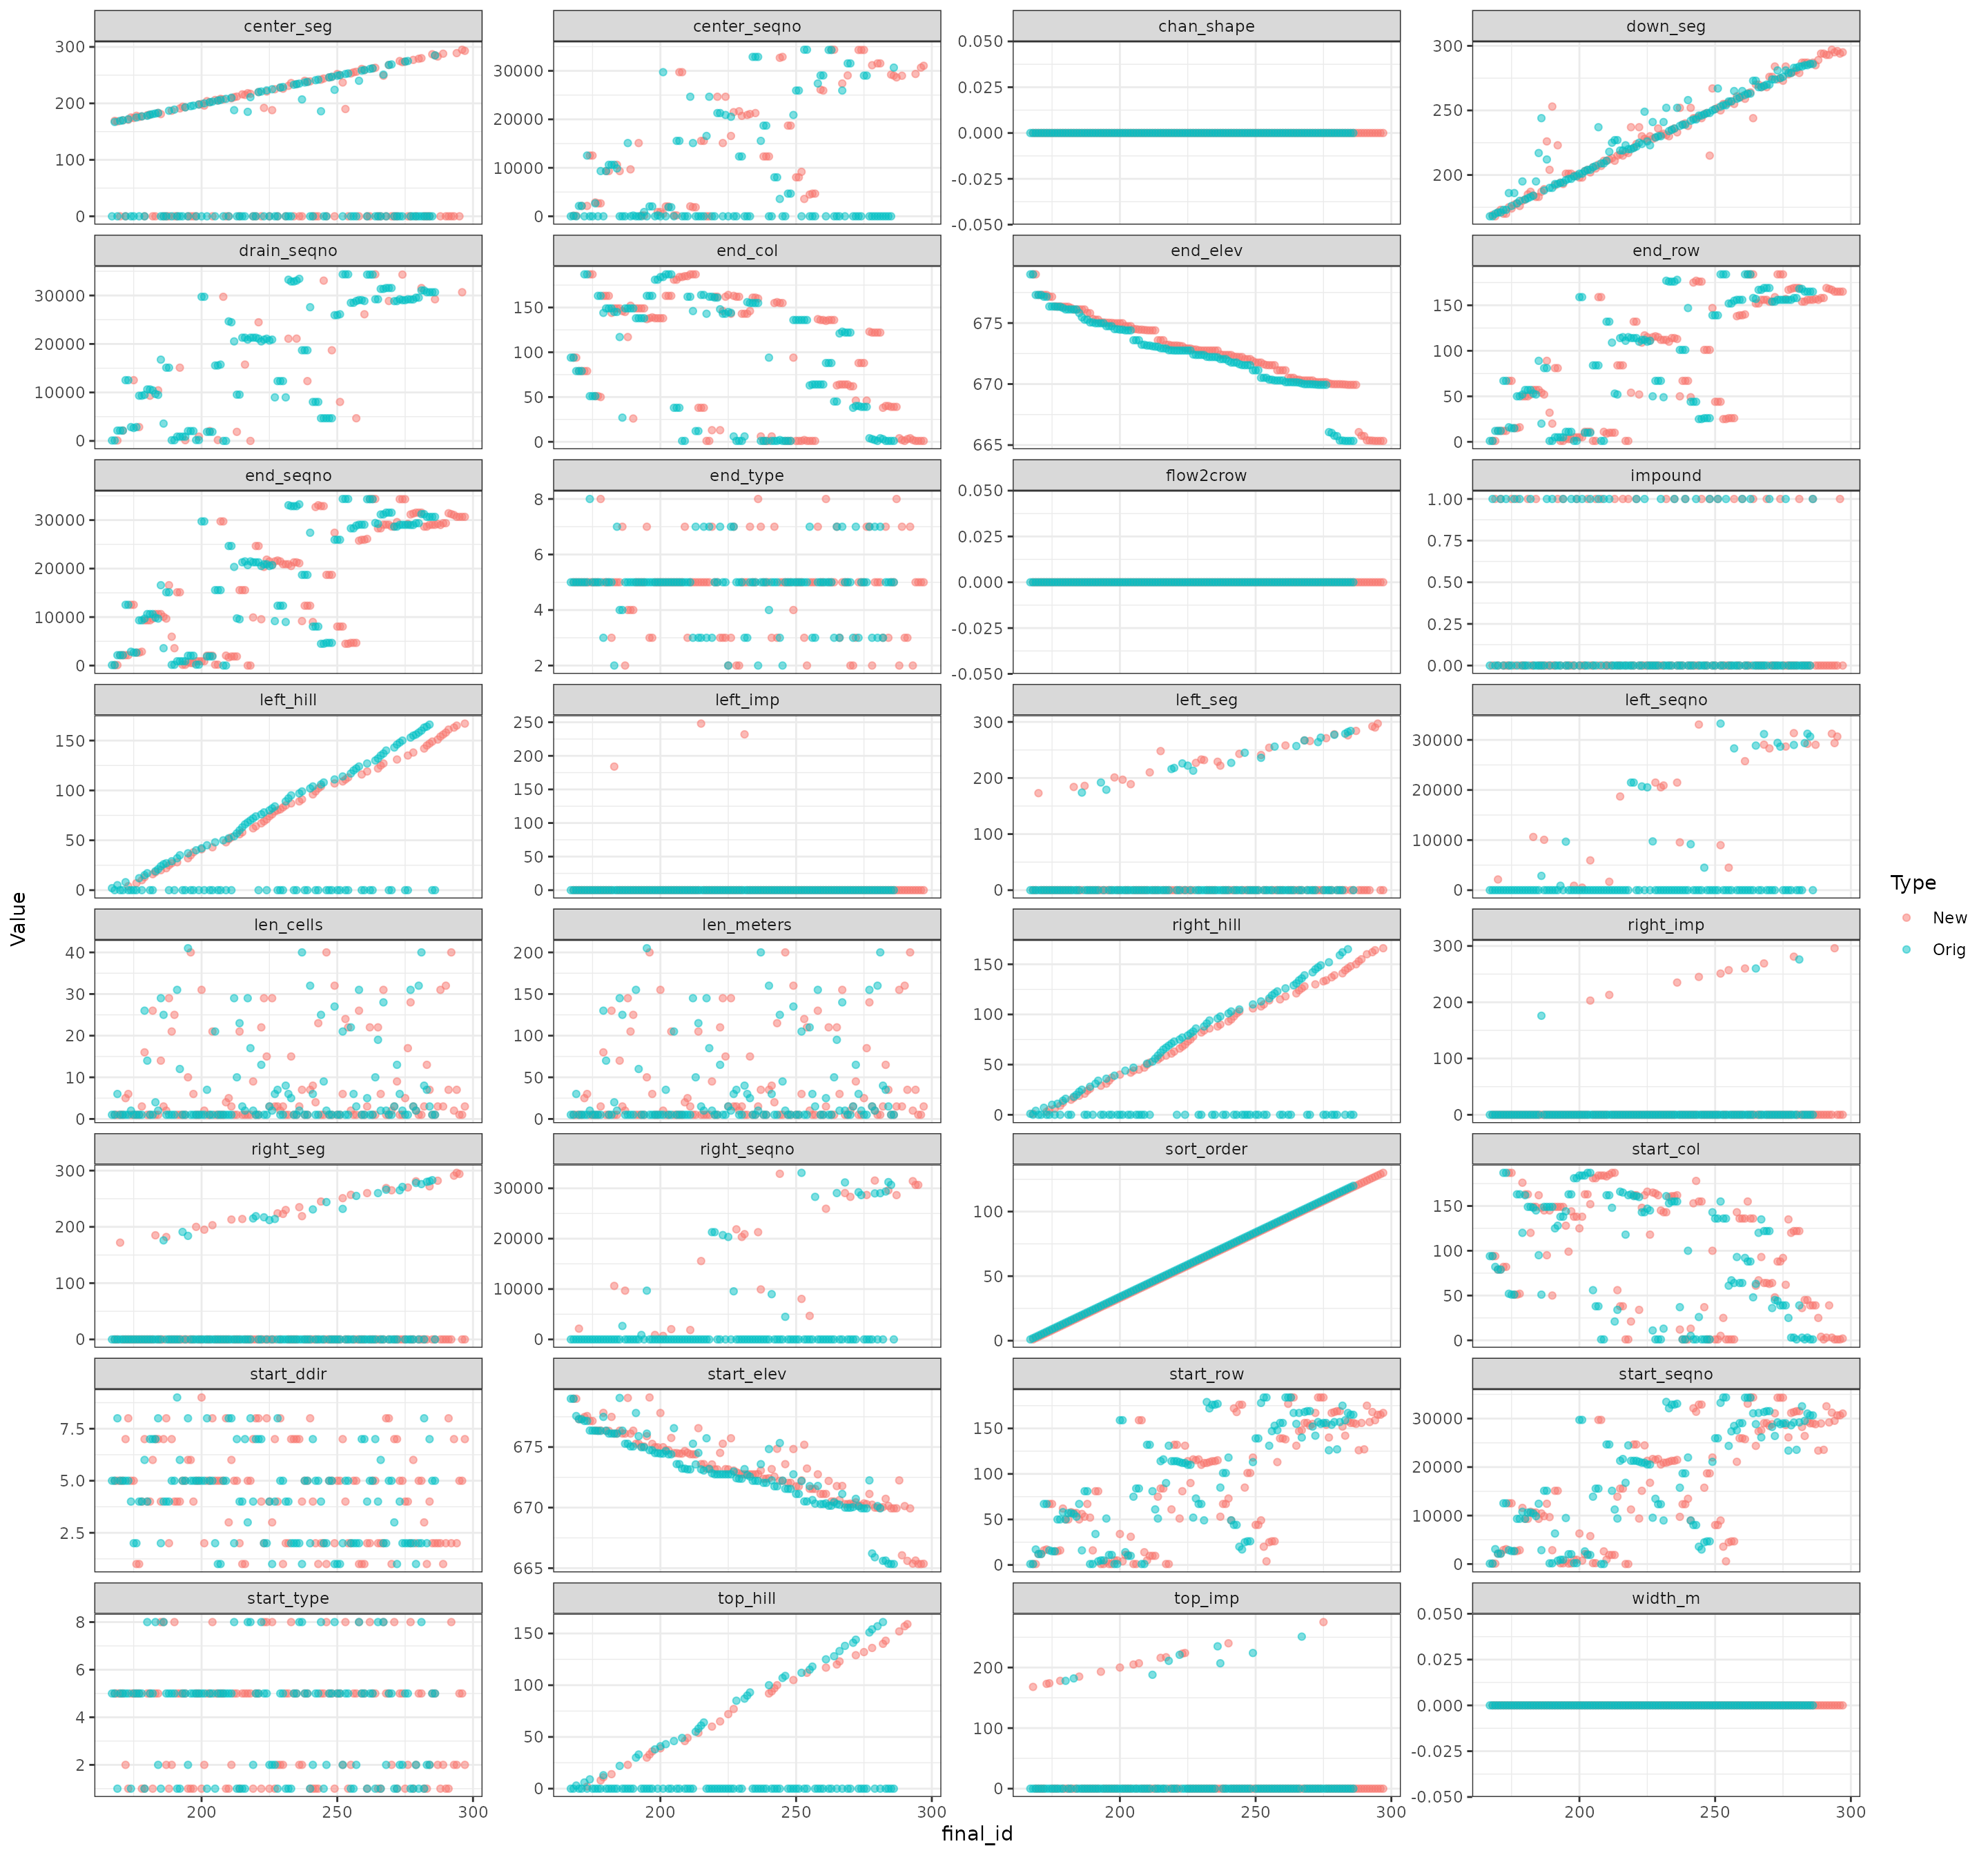 center_seg center_seqno chan_shape down_seg
300 200 100 0
30000 20000 10000 0
0.050 0.025 0.000 -0.025 -0.050
300 250 200
drain_seqno end_col end_elev end_row
30000 20000 10000 0
150 100 50 0
675 670 665
150 100 50 0
end_seqno end_type flow2crow impound
30000 20000 10000 0
8 6 4 2
0.050 0.025 0.000 -0.025 -0.050
1.00 0.75 0.50 0.25 0.00
left_hill left_imp left_seg left_seqno
150 100 50 0
250 200 150 100 50 0
300 200 100 0
30000 20000 10000 0
len_cells len_meters right_hill right_imp
40 30 20 10 0
200 150 100 50 0
150 100 50 0
300 200 100 0
right_seg right_seqno sort_order start_col
300 200 100 0
30000 20000 10000 0
100 50 0
150 100 50 0
start_ddir start_elev start_row start_seqno
7.5 5.0 2.5
675 670 665
150 100 50 0
30000 20000 10000 0
start_type top_hill top_imp width_m
8 6 4 2
150 100 50 0
200 100 0
0.050 0.025 0.000 -0.025 -0.050
200 250 300 200 250 300 200 250 300 200 250 300
final_id
Value
Type
New
Orig